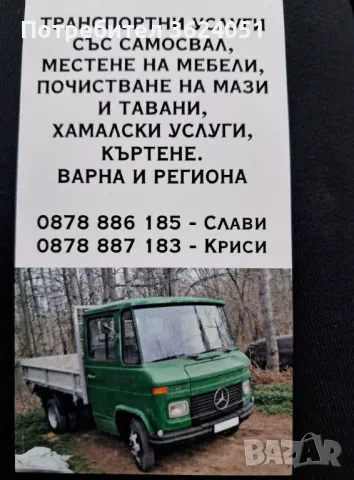 Потребител 3624051
ТРАНСПОРТНИ УСЛУГИ
СЪС САМОСВАЛ,
МЕСТЕНЕ НА МЕБЕЛИ,
ПОЧИСТВАНЕ НА МАЗИ
И ТАВАНИ,
ХАМАЛСКИ УСЛУГИ,
КЪРТЕНЕ.
ВАРНА И РЕГИОНА
0878 886 185 - СЛАВИ
0878 887 183 - КРИСИ
BAZAR